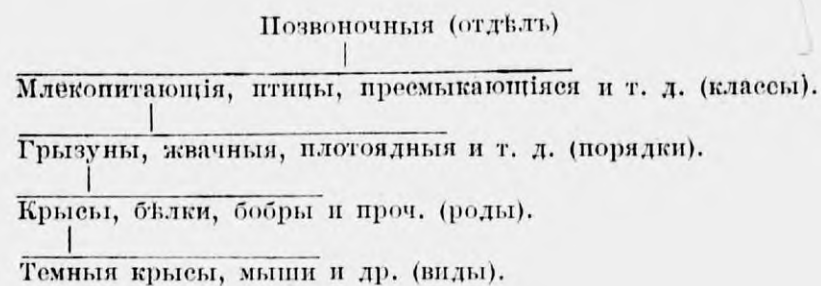 Позвоночныя (отдѣлъ)
Млекопитающія, птицы, пресмыкающіяся и т. д. (классы).
Грызуны, жвачныя, плотоядныя и т. д. (порядки).
Крысы, бѣлки, бобры и проч. (роды).
Темныя крысы, мыши и др. (виды).